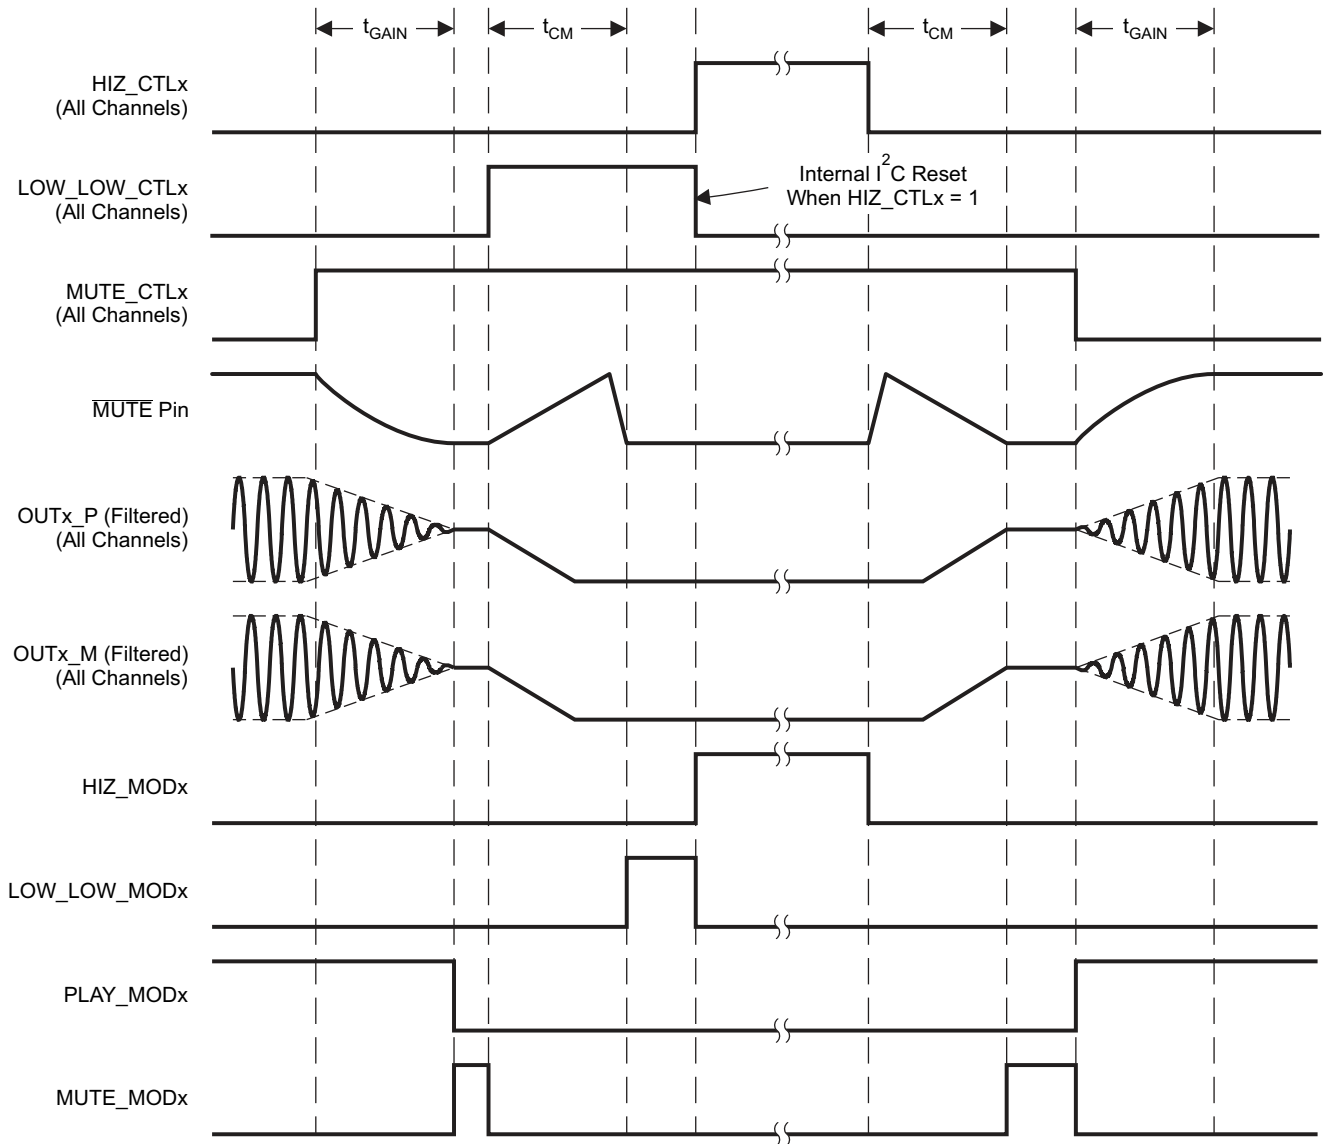 tGAIN
tCM
tCM
tGAIN
HIZ_CTLx
(All Channels)
LOW_LOW_CTLx
(All Channels)
Internal I2C Reset
When HIZ_CTLx = 1
MUTE_CTLx
(All Channels)
MUTE Pin
OUTx_P (Filtered)
(All Channels)
OUTx_M (Filtered)
(All Channels)
HIZ_MODx
LOW_LOW_MODx
PLAY_MODx
MUTE_MODx